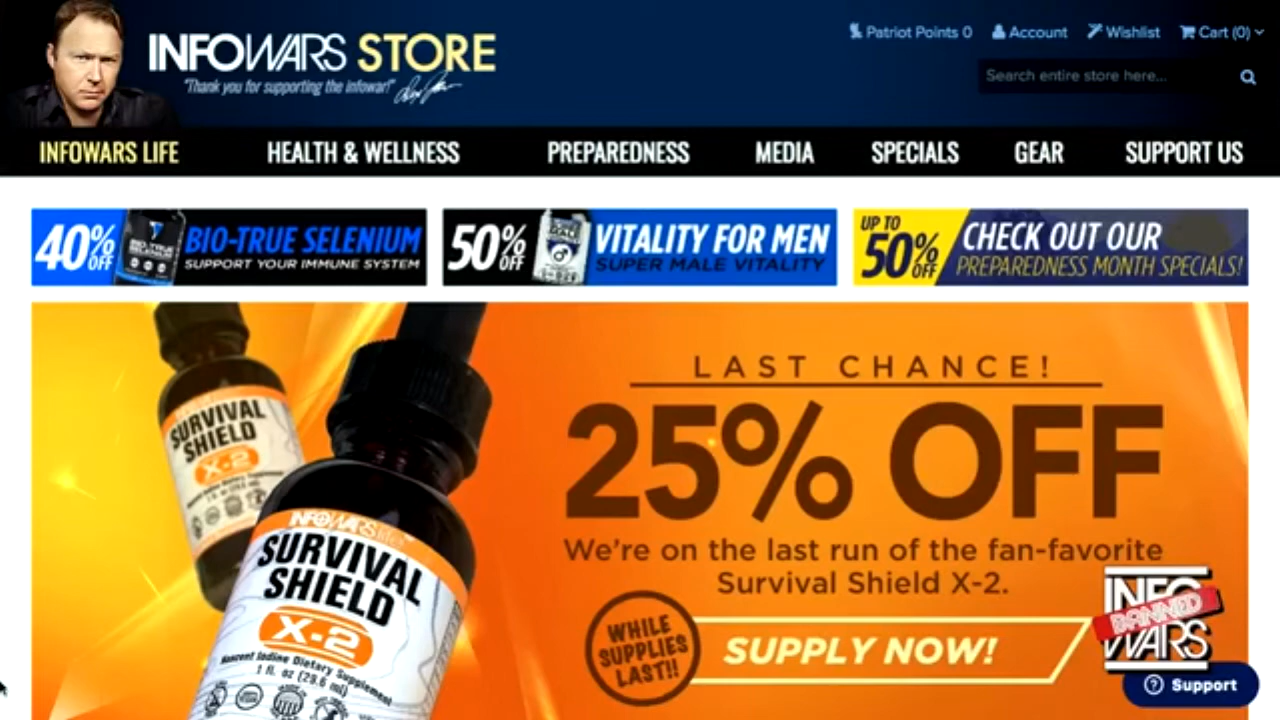 INFOWARS STORE
"Thank you for supporting the infowar!"
Patriot Points 0
Account
Wishlist
Cart (0)
Search entire store here...
INFOWARS LIFE
HEALTH & WELLNESS
PREPAREDNESS
MEDIA
SPECIALS
GEAR
SUPPORT US
40% OFF
BIO-TRUE SELENIUM
SUPPORT YOUR IMMUNE SYSTEM
50% OFF
VITALITY FOR MEN
SUPER MALE VITALITY
UP TO
50% OFF
CHECK OUT OUR
PREPAREDNESS MONTH SPECIALS!
SURVIVAL
SHIELD
X-2
INFOWARS life
SURVIVAL
SHIELD
X-2
Nascent Iodine Dietary Supplement
1 fl. oz (29.6 ml)
LAST CHANCE!
25% OFF
We're on the last run of the fan-favorite
Survival Shield X-2.
WHILE
SUPPLIES
LAST!!
SUPPLY NOW!
INFO
BANNED
WARS
Support